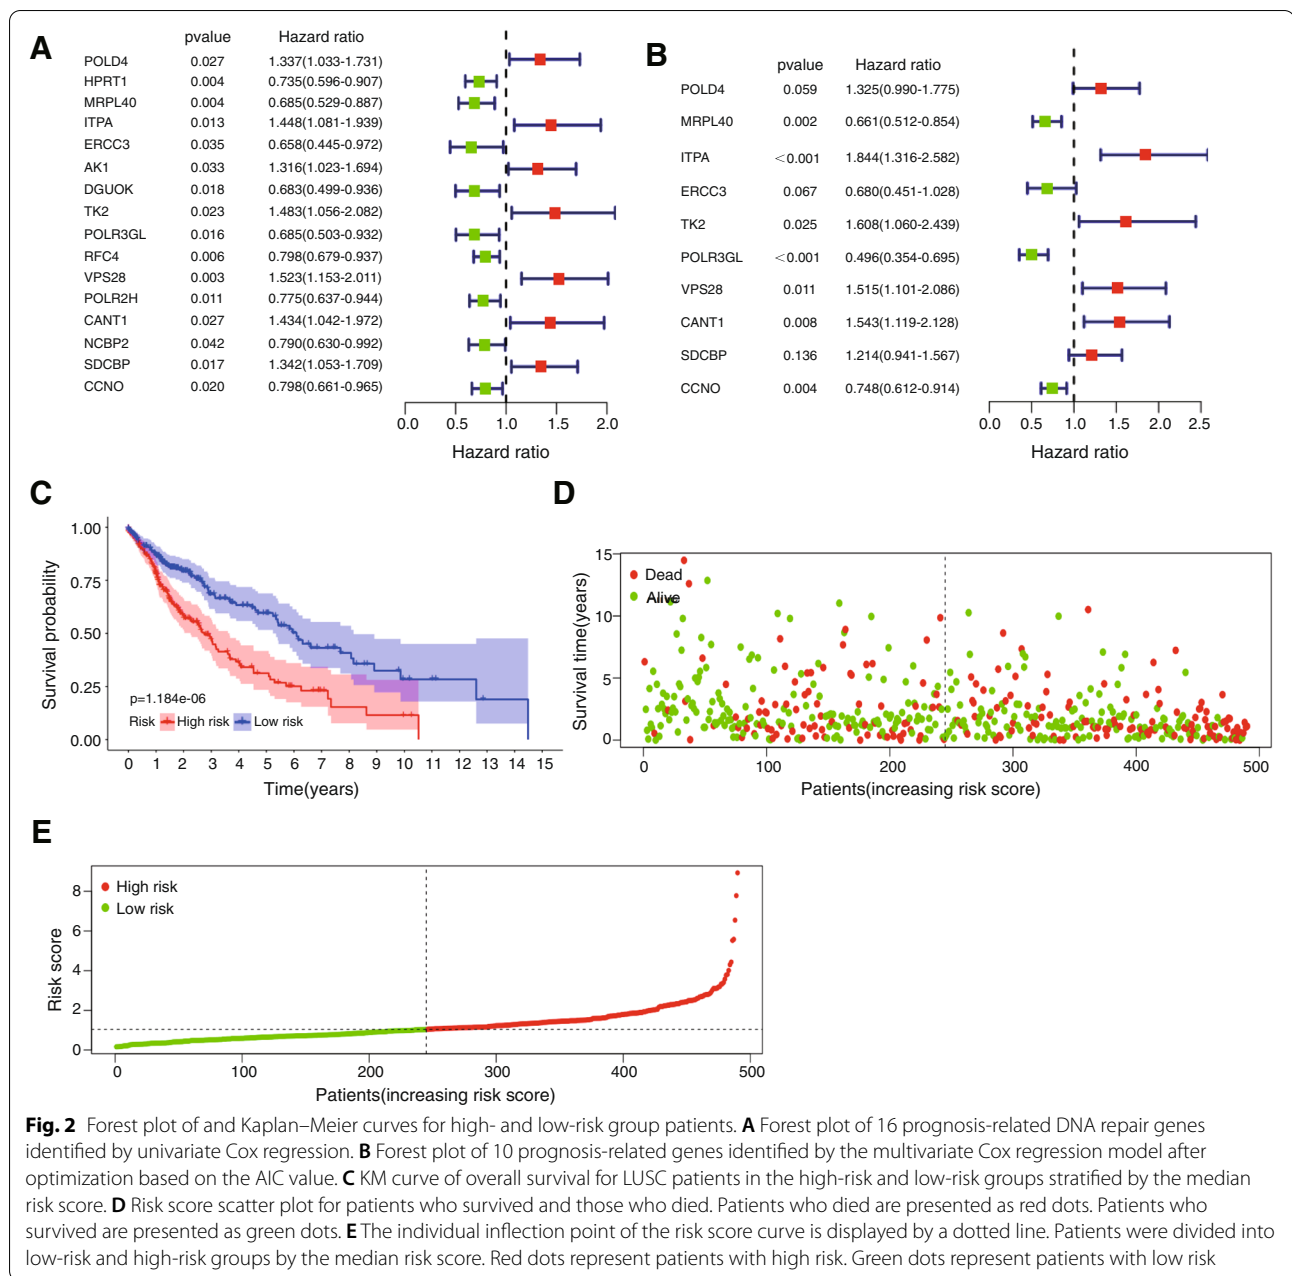 A
pvalue Hazard ratio
POLD4 0.027 1.337(1.033-1.731)
HPRT1 0.004 0.735(0.596-0.907)
MRPL40 0.004 0.685(0.529-0.887)
ITPA 0.013 1.448(1.081-1.939)
ERCC3 0.035 0.658(0.445-0.972)
AK1 0.033 1.316(1.023-1.694)
DGUOK 0.018 0.683(0.499-0.936)
TK2 0.023 1.483(1.056-2.082)
POLR3GL 0.016 0.685(0.503-0.932)
RFC4 0.006 0.798(0.679-0.937)
VPS28 0.003 1.523(1.153-2.011)
POLR2H 0.011 0.775(0.637-0.944)
CANT1 0.027 1.434(1.042-1.972)
NCBP2 0.042 0.790(0.630-0.992)
SDCBP 0.017 1.342(1.053-1.709)
CCNO 0.020 0.798(0.661-0.965)
0.0 0.5 1.0 1.5 2.0
Hazard ratio
B
pvalue Hazard ratio
POLD4 0.059 1.325(0.990-1.775)
MRPL40 0.002 0.661(0.512-0.854)
ITPA <0.001 1.844(1.316-2.582)
ERCC3 0.067 0.680(0.451-1.028)
TK2 0.025 1.608(1.060-2.439)
POLR3GL <0.001 0.496(0.354-0.695)
VPS28 0.011 1.515(1.101-2.086)
CANT1 0.008 1.543(1.119-2.128)
SDCBP 0.136 1.214(0.941-1.567)
CCNO 0.004 0.748(0.612-0.914)
0.0 0.5 1.0 1.5 2.0 2.5
Hazard ratio
C
Survival probability
1.00
0.75
0.50
0.25
0.00
p=1.184e-06
Risk High risk Low risk
0 1 2 3 4 5 6 7 8 9 10 11 12 13 14 15
Time(years)
D
Survival time(years)
15
10
5
0
Dead
Alive
0 100 200 300 400 500
Patients(increasing risk score)
E
Risk score
8
6
4
2
0
High risk
Low risk
0 100 200 300 400 500
Patients(increasing risk score)
Fig. 2 Forest plot of and Kaplan–Meier curves for high- and low-risk group patients. A Forest plot of 16 prognosis-related DNA repair genes
identified by univariate Cox regression. B Forest plot of 10 prognosis-related genes identified by the multivariate Cox regression model after
optimization based on the AIC value. C KM curve of overall survival for LUSC patients in the high-risk and low-risk groups stratified by the median
risk score. D Risk score scatter plot for patients who survived and those who died. Patients who died are presented as red dots. Patients who
survived are presented as green dots. E The individual inflection point of the risk score curve is displayed by a dotted line. Patients were divided into
low-risk and high-risk groups by the median risk score. Red dots represent patients with high risk. Green dots represent patients with low risk